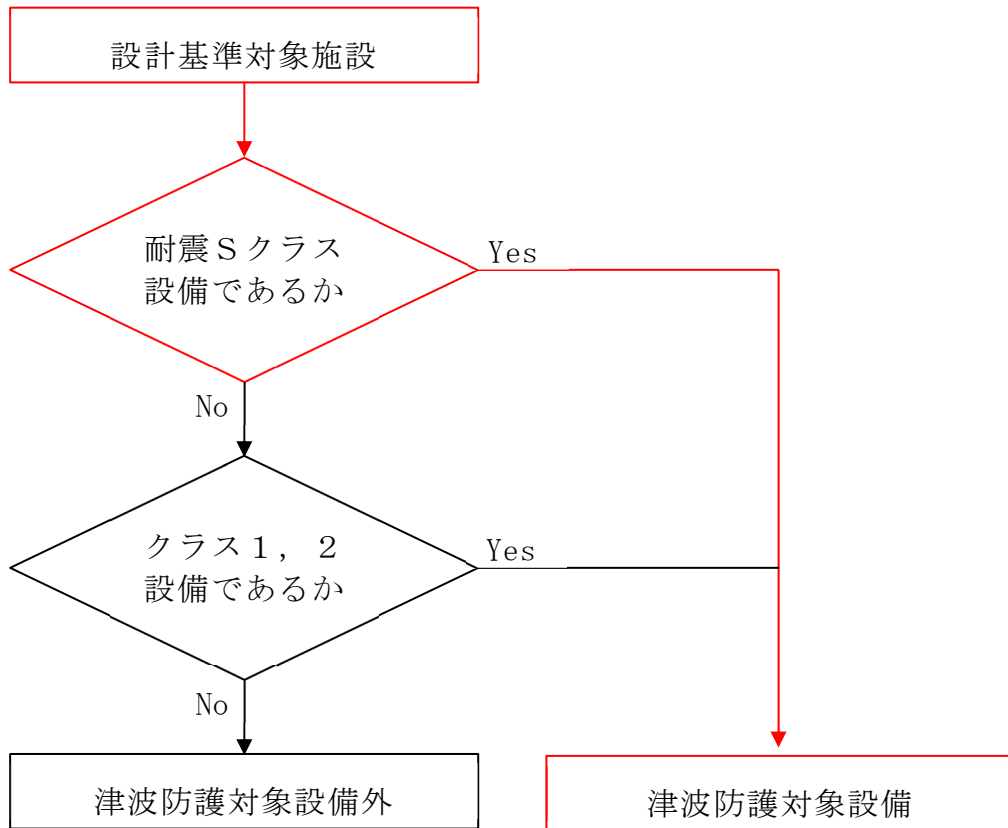 設計基準対象施設
耐震Ｓクラス
設備であるか
Yes
No
クラス１，２
設備であるか
Yes
No
津波防護対象設備外
津波防護対象設備